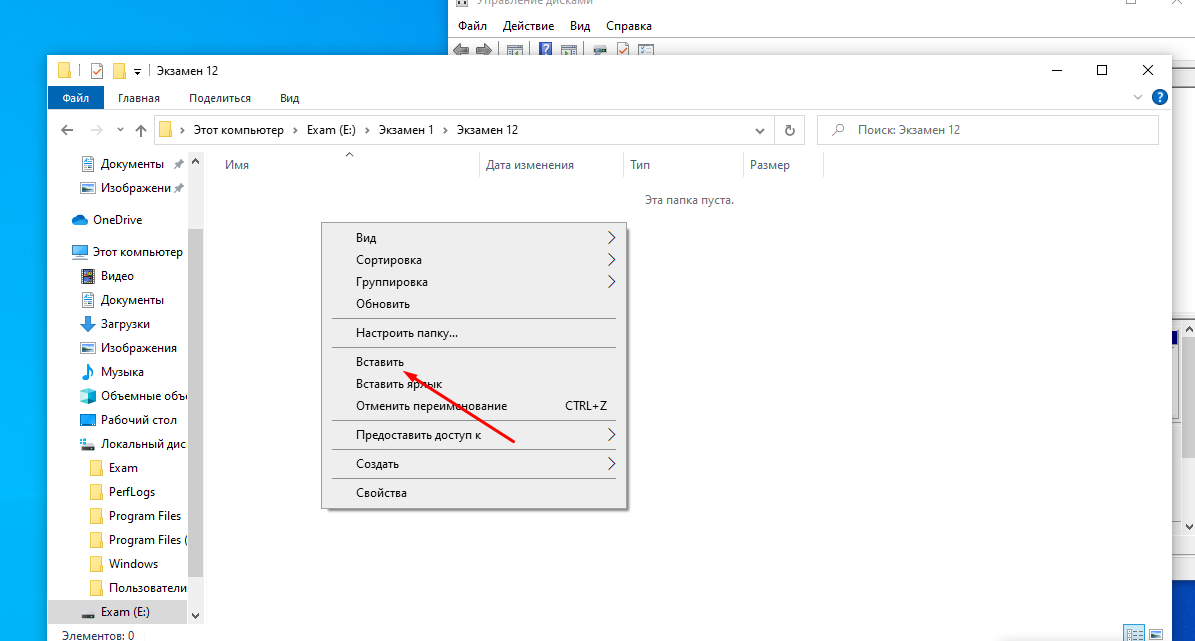 Управление дисками
Файл Действие Вид Справка
Экзамен 12
Файл Главная Поделиться Вид
Этот компьютер Exam (E:) Экзамен 1 Экзамен 12
Поиск: Экзамен 12
Имя Дата изменения Тип Размер
Эта папка пуста.
Документы
Изображени
OneDrive
Этот компьютер
Видео
Документы
Загрузки
Изображения
Музыка
Объемные объ
Рабочий стол
Локальный дис
Exam
PerfLogs
Program Files
Program Files (
Windows
Пользователи
Exam (E:)
Вид
Сортировка
Группировка
Обновить
Настроить папку...
Вставить
Вставить ярлык
Отменить переименование CTRL+Z
Предоставить доступ к
Создать
Свойства
Элементов: 0